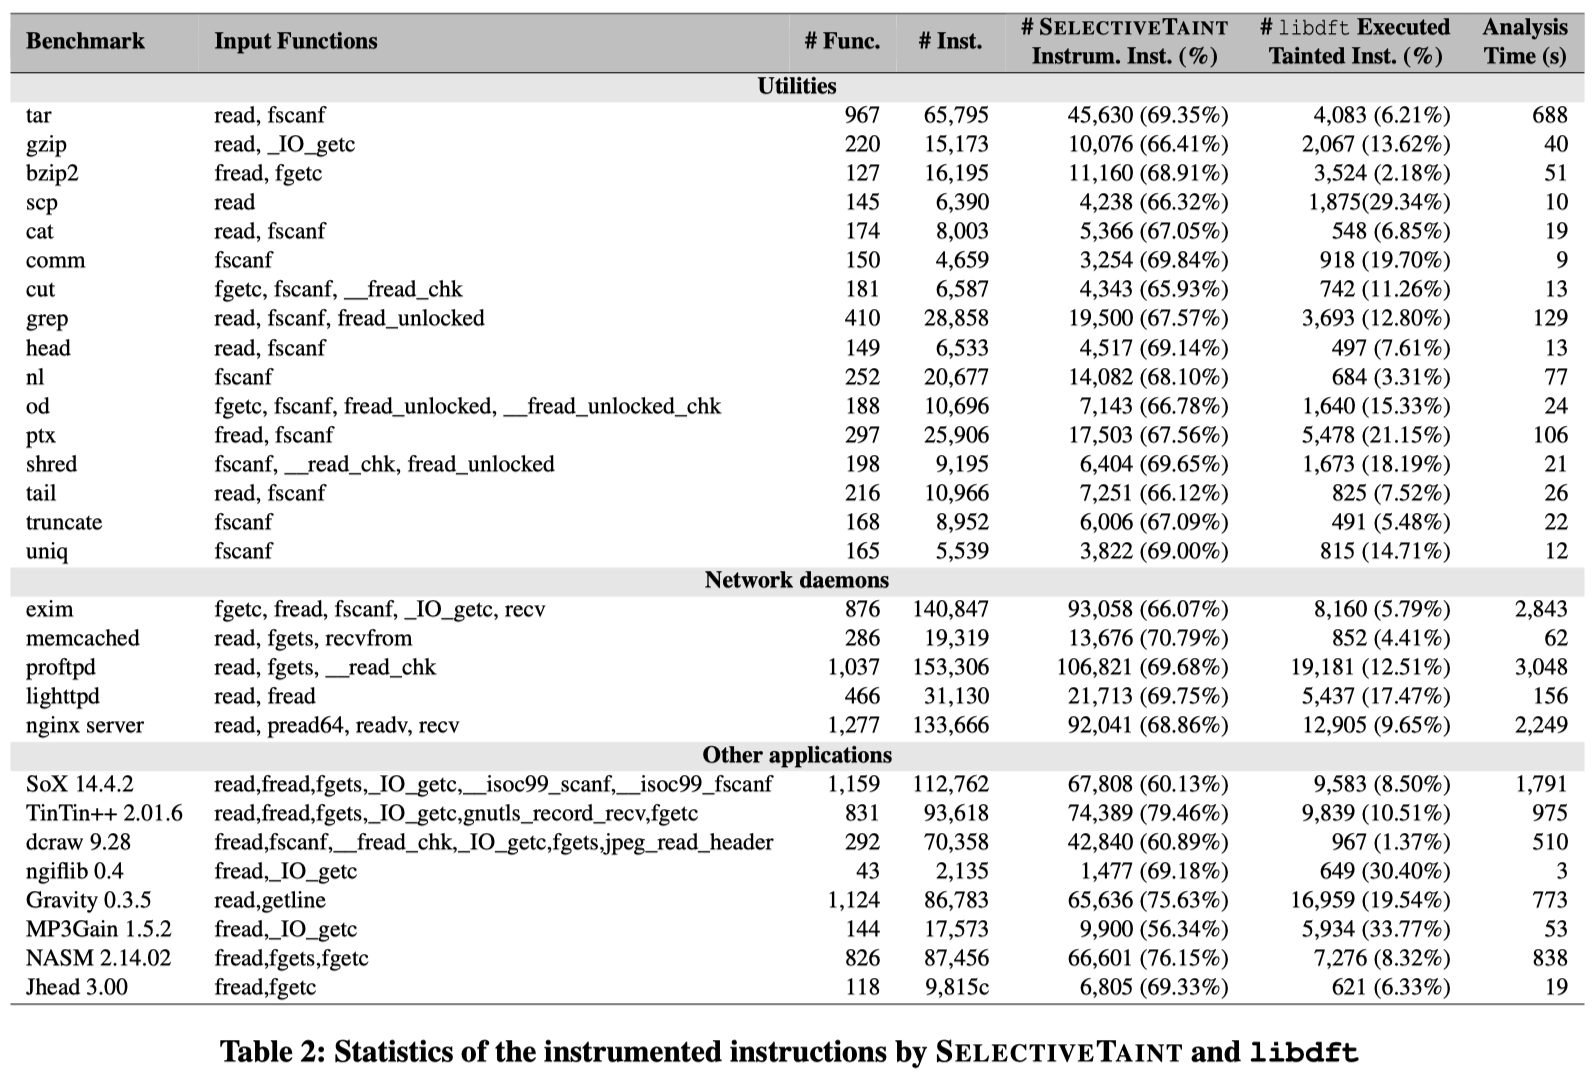 Benchmark Input Functions # Func. # Inst. # SELECTIVETAINT Instrum. Inst. (%) # libdft Executed Tainted Inst. (%) Analysis Time (s)
Utilities
tar read, fscanf 967 65,795 45,630 (69.35%) 4,083 (6.21%) 688
gzip read, _IO_getc 220 15,173 10,076 (66.41%) 2,067 (13.62%) 40
bzip2 fread, fgetc 127 16,195 11,160 (68.91%) 3,524 (2.18%) 51
scp read 145 6,390 4,238 (66.32%) 1,875(29.34%) 10
cat read, fscanf 174 8,003 5,366 (67.05%) 548 (6.85%) 19
comm fscanf 150 4,659 3,254 (69.84%) 918 (19.70%) 9
cut fgetc, fscanf, __fread_chk 181 6,587 4,343 (65.93%) 742 (11.26%) 13
grep read, fscanf, fread_unlocked 410 28,858 19,500 (67.57%) 3,693 (12.80%) 129
head read, fscanf 149 6,533 4,517 (69.14%) 497 (7.61%) 13
nl fscanf 252 20,677 14,082 (68.10%) 684 (3.31%) 77
od fgetc, fscanf, fread_unlocked, __fread_unlocked_chk 188 10,696 7,143 (66.78%) 1,640 (15.33%) 24
ptx fread, fscanf 297 25,906 17,503 (67.56%) 5,478 (21.15%) 106
shred fscanf, __read_chk, fread_unlocked 198 9,195 6,404 (69.65%) 1,673 (18.19%) 21
tail read, fscanf 216 10,966 7,251 (66.12%) 825 (7.52%) 26
truncate fscanf 168 8,952 6,006 (67.09%) 491 (5.48%) 22
uniq fscanf 165 5,539 3,822 (69.00%) 815 (14.71%) 12
Network daemons
exim fgetc, fread, fscanf, _IO_getc, recv 876 140,847 93,058 (66.07%) 8,160 (5.79%) 2,843
memcached read, fgets, recvfrom 286 19,319 13,676 (70.79%) 852 (4.41%) 62
proftpd read, fgets, __read_chk 1,037 153,306 106,821 (69.68%) 19,181 (12.51%) 3,048
lighttpd read, fread 466 31,130 21,713 (69.75%) 5,437 (17.47%) 156
nginx server read, pread64, readv, recv 1,277 133,666 92,041 (68.86%) 12,905 (9.65%) 2,249
Other applications
SoX 14.4.2 read,fread,fgets,_IO_getc,__isoc99_scanf,__isoc99_fscanf 1,159 112,762 67,808 (60.13%) 9,583 (8.50%) 1,791
TinTin++ 2.01.6 read,fread,fgets,_IO_getc,gnutls_record_recv,fgetc 831 93,618 74,389 (79.46%) 9,839 (10.51%) 975
dcraw 9.28 fread,fscanf,__fread_chk,_IO_getc,fgets,jpeg_read_header 292 70,358 42,840 (60.89%) 967 (1.37%) 510
ngiflib 0.4 fread,_IO_getc 43 2,135 1,477 (69.18%) 649 (30.40%) 3
Gravity 0.3.5 read,getline 1,124 86,783 65,636 (75.63%) 16,959 (19.54%) 773
MP3Gain 1.5.2 fread,_IO_getc 144 17,573 9,900 (56.34%) 5,934 (33.77%) 53
NASM 2.14.02 fread,fgets,fgetc 826 87,456 66,601 (76.15%) 7,276 (8.32%) 838
Jhead 3.00 fread,fgetc 118 9,815c 6,805 (69.33%) 621 (6.33%) 19
Table 2: Statistics of the instrumented instructions by SELECTIVETAINT and libdft